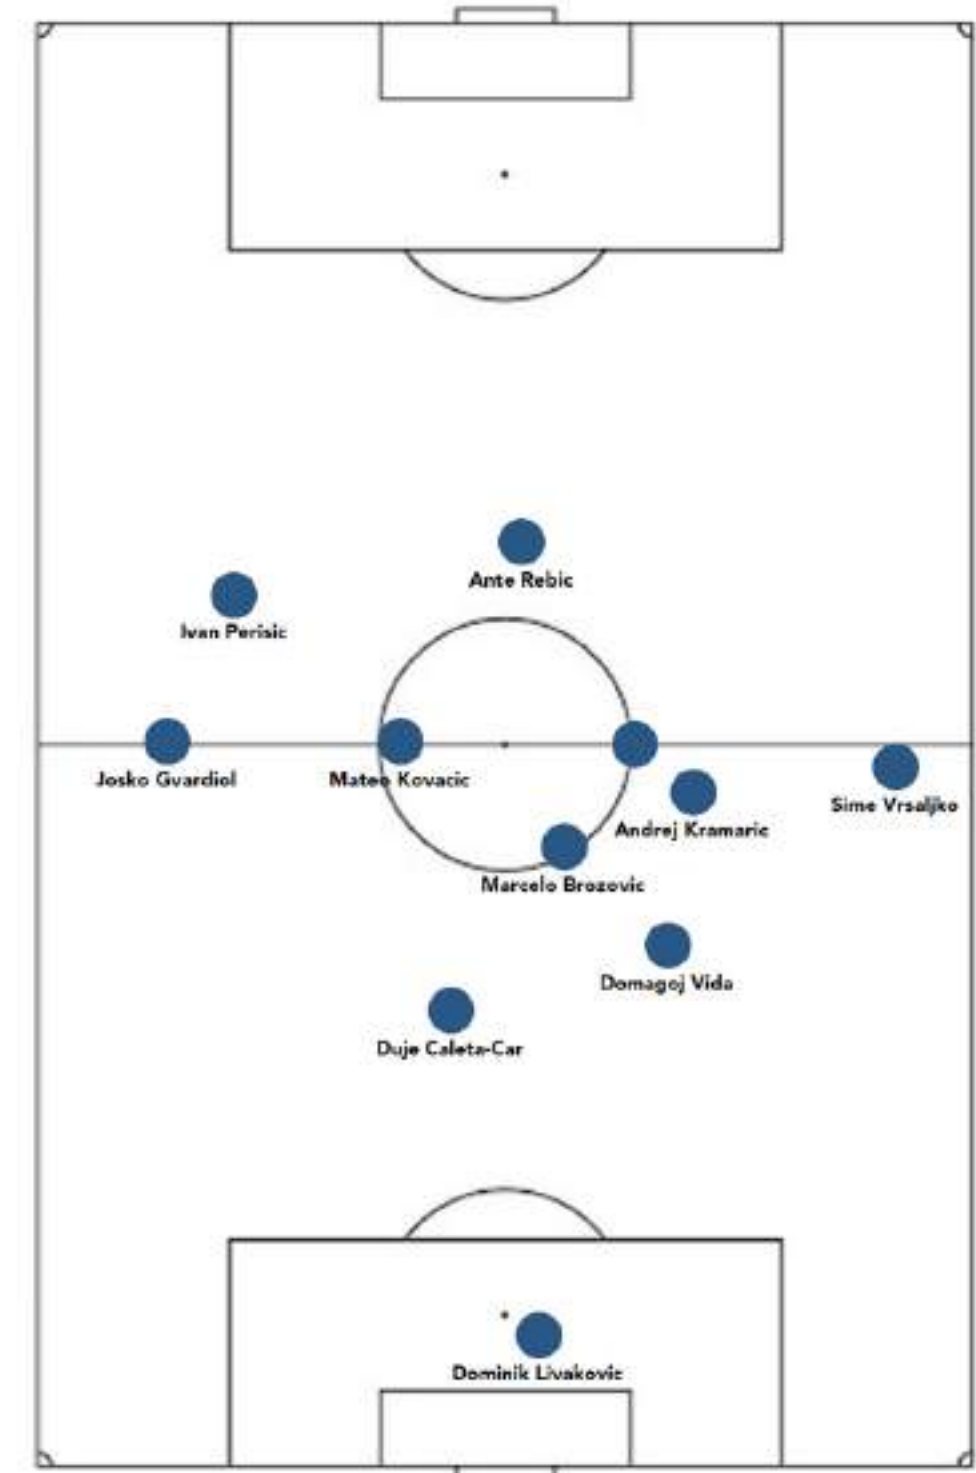 Ante Rebic
Ivan Perisic
Josko Gvardiol
Mateo Kovacic
Sime Vrsaljko
Andrej Kramaric
Marcelo Brozovic
Domagoj Vida
Duje Caleta-Car
Dominik Livakovic